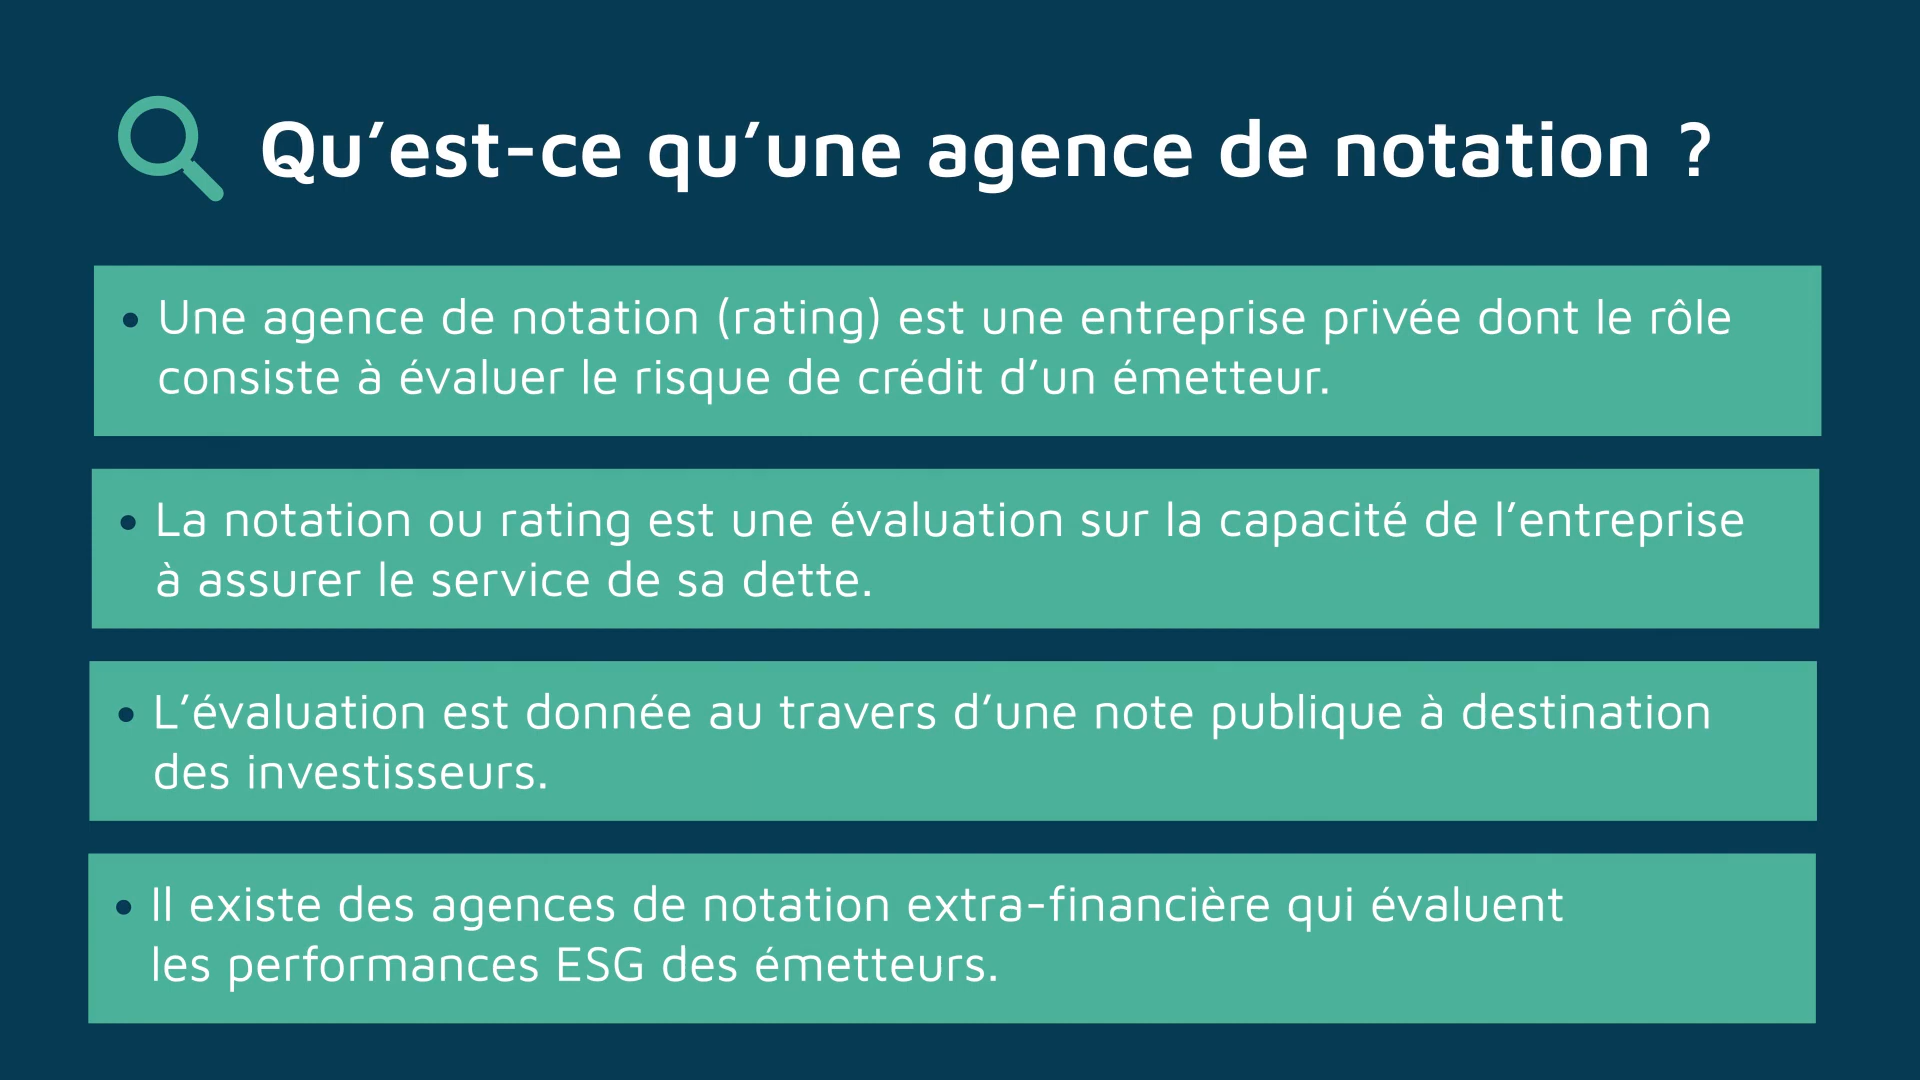 Qu’est-ce qu’une agence de notation ?
• Une agence de notation (rating) est une entreprise privée dont le rôle
consiste à évaluer le risque de crédit d’un émetteur.
• La notation ou rating est une évaluation sur la capacité de l’entreprise
à assurer le service de sa dette.
• L’évaluation est donnée au travers d’une note publique à destination
des investisseurs.
• Il existe des agences de notation extra-financière qui évaluent
les performances ESG des émetteurs.